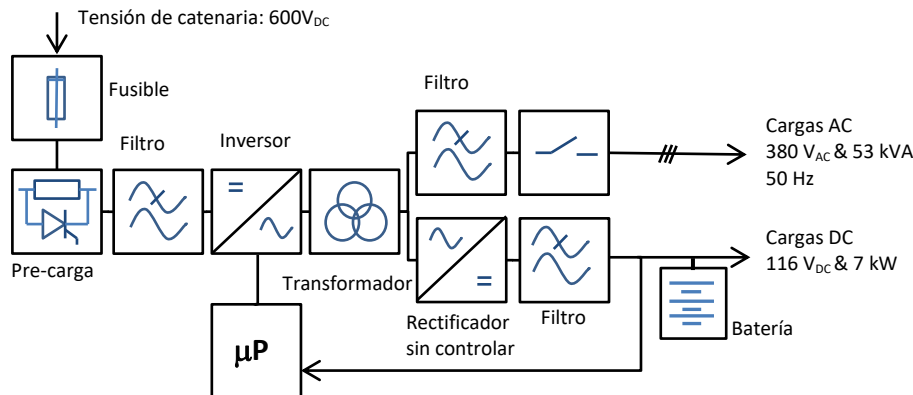 Tensión de catenaria: 600VDC
Fusible
Filtro
Filtro
Inversor
Cargas AC
380 VAC & 53 kVA
50 Hz
=
=
Pre-carga
Transformador
Cargas DC
116 VDC & 7 kW
Rectificador
sin controlar
Filtro
Batería
μP